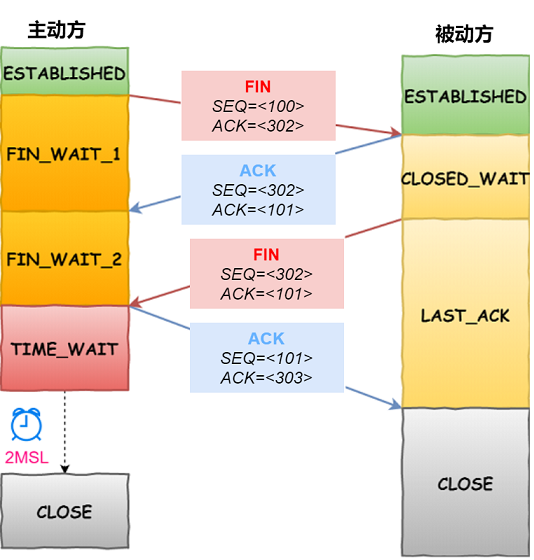 主动方
被动方
ESTABLISHED
FIN
SEQ=<100>
ACK=<302>
ESTABLISHED
FIN_WAIT_1
ACK
SEQ=<302>
ACK=<101>
CLOSED_WAIT
FIN_WAIT_2
FIN
SEQ=<302>
ACK=<101>
LAST_ACK
TIME_WAIT
ACK
SEQ=<101>
ACK=<303>
2MSL
CLOSE
CLOSE